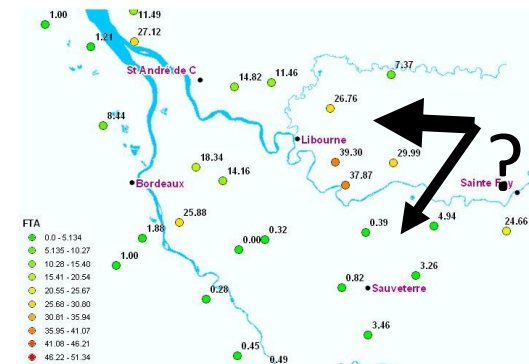 1.00
11.49
1.21
27.12
St André de C
14.82
11.46
7.37
26.76
8.44
Libourne
?
18.34
39.30
29.99
14.16
37.87
Bordeaux
Sainte Foy
25.88
1.88
0.32
0.39
4.94
24.66
0.00
1.00
3.26
0.28
0.82
Sauveterre
3.46
0.45
0.49
FTA
0.0 - 5.134
5.135 - 10.27
10.28 - 15.40
15.41 - 20.54
20.55 - 25.67
25.68 - 30.80
30.81 - 35.94
35.95 - 41.07
41.08 - 46.21
46.22 - 51.34